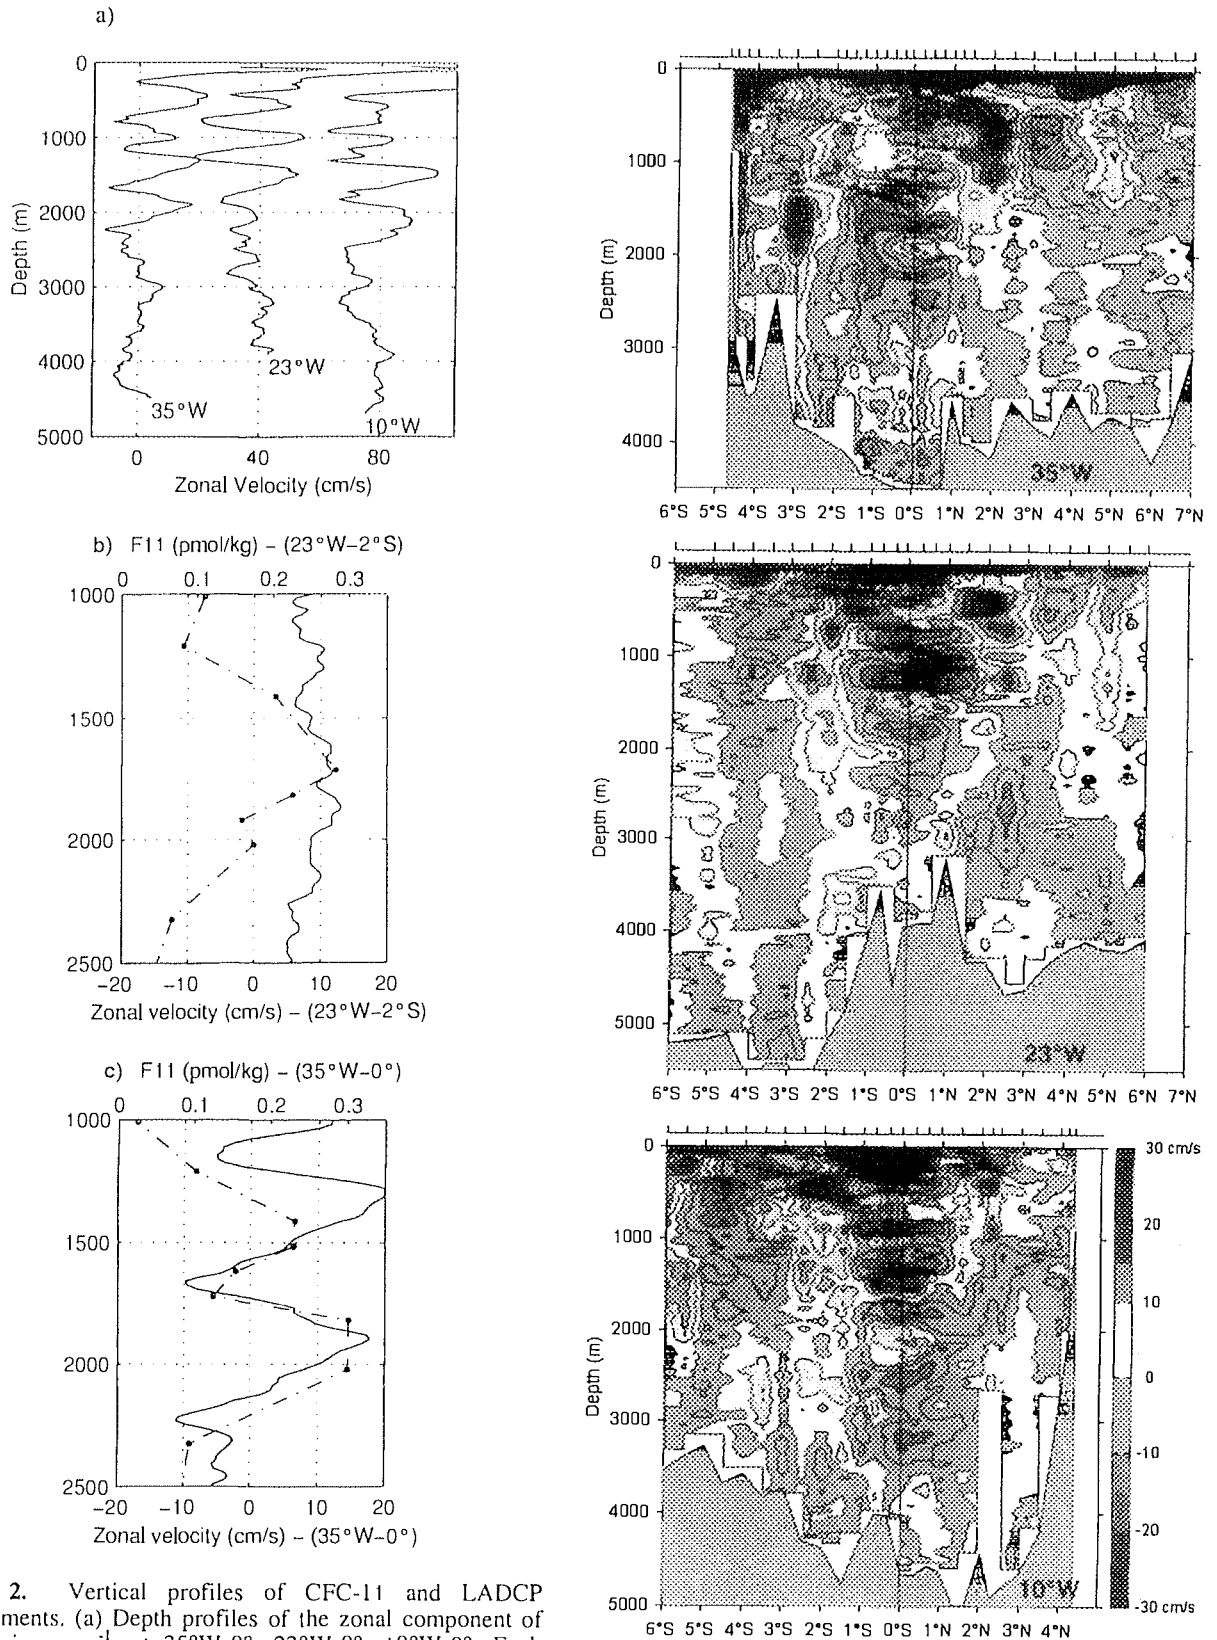 a)
0
1000
2000
3000
4000
5000
Depth (m)
35°W
23°W
10°W
0 40 80
Zonal Velocity (cm/s)
b) F11 (pmol/kg) – (23°W–2°S)
0 0.1 0.2 0.3
1000
1500
2000
2500
−20 −10 0 10 20
Zonal velocity (cm/s) – (23°W–2°S)
c) F11 (pmol/kg) – (35°W–0°)
0 0.1 0.2 0.3
1000
1500
2000
2500
−20 −10 0 10 20
Zonal velocity (cm/s) – (35°W–0°)
2. Vertical profiles of CFC-11 and LADCP
ments. (a) Depth profiles of the zonal component of
0
1000
2000
3000
4000
Depth (m)
35°W
6°S 5°S 4°S 3°S 2°S 1°S 0°S 1°N 2°N 3°N 4°N 5°N 6°N 7°N
0
1000
2000
3000
4000
5000
Depth (m)
23°W
6°S 5°S 4°S 3°S 2°S 1°S 0°S 1°N 2°N 3°N 4°N 5°N 6°N 7°N
0
1000
2000
3000
4000
5000
Depth (m)
10°W
6°S 5°S 4°S 3°S 2°S 1°S 0°S 1°N 2°N 3°N 4°N
30 cm/s
20
10
0
-10
-20
-30 cm/s